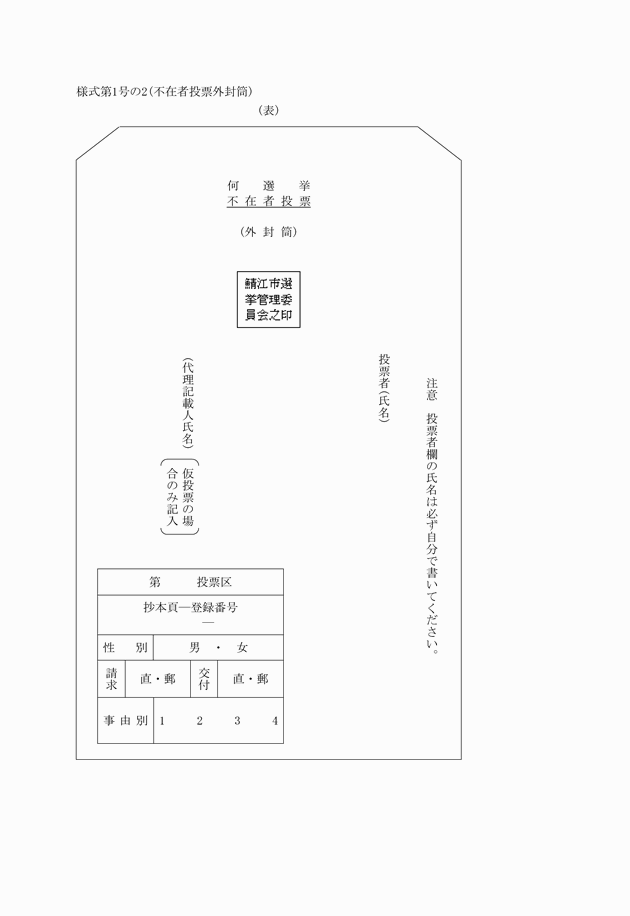 様式第1号の2(不在者投票外封筒)
(表)
何選挙
不在者投票
(外封筒)
鯖江市選
挙管理委
員会之印
注意 投票者欄の氏名は必ず自分で書いてください。
投票者(氏名)
(代理記載人氏名)
仮投票の場
合のみ記入
第 投票区
抄本頁―登録番号
―
性別 男・女
請求 直・郵 交付 直・郵
事由別 1 2 3 4